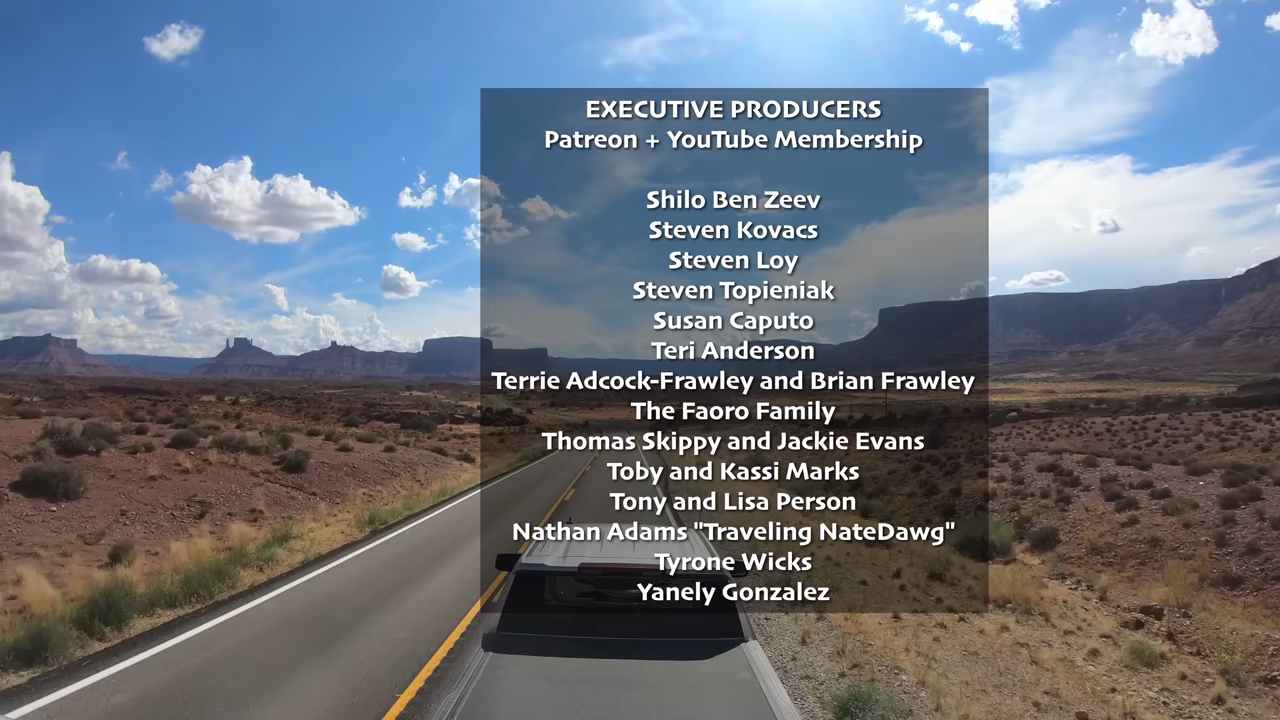 EXECUTIVE PRODUCERS
Patreon + YouTube Membership
Shilo Ben Zeev
Steven Kovacs
Steven Loy
Steven Topieniak
Susan Caputo
Teri Anderson
Terrie Adcock-Frawley and Brian Frawley
The Faoro Family
Thomas Skippy and Jackie Evans
Toby and Kassi Marks
Tony and Lisa Person
Nathan Adams "Traveling NateDawg"
Tyrone Wicks
Yanely Gonzalez